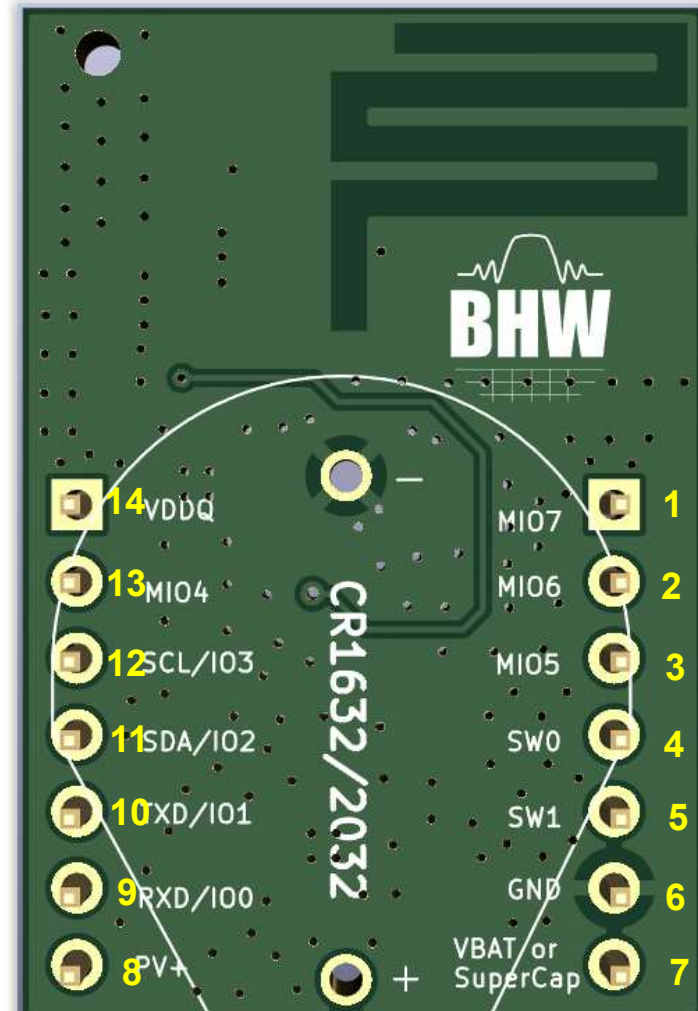 BHW
14 VDDQ
MIO7 1
13 MIO4
MIO6 2
12 SCL/IO3
MIO5 3
11 SDA/IO2
SW0 4
10 TXD/IO1
SW1 5
9 RXD/IO0
GND 6
8 PV+
VBAT or
SuperCap 7
-
CR1632/2032
+